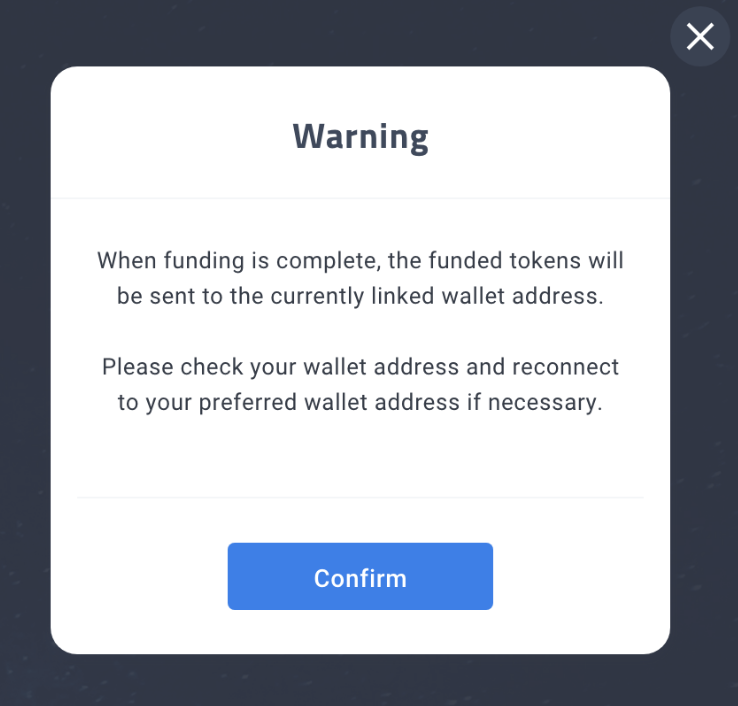 Warning
When funding is complete, the funded tokens will
be sent to the currently linked wallet address.
Please check your wallet address and reconnect
to your preferred wallet address if necessary.
Confirm